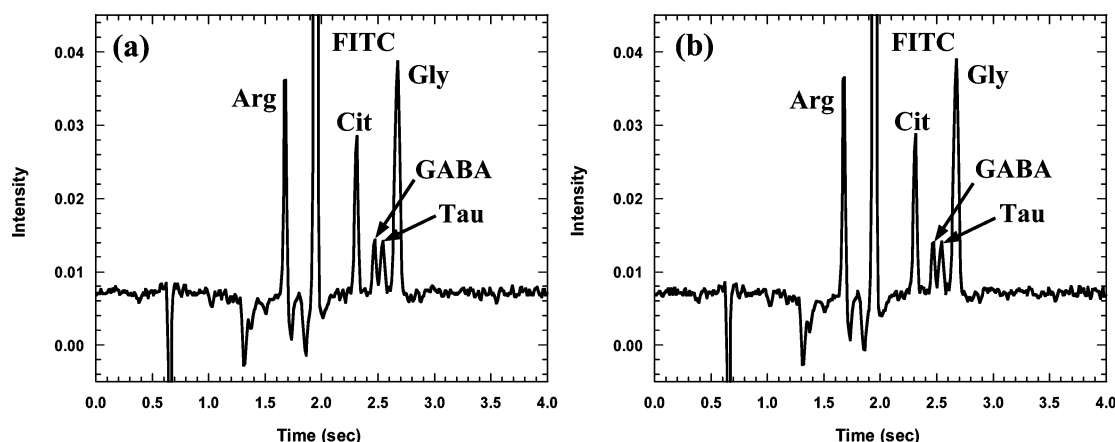 (a)
FITC
Gly
Arg
Cit
GABA
Tau
Intensity
0.04
0.03
0.02
0.01
0.00
0.0 0.5 1.0 1.5 2.0 2.5 3.0 3.5 4.0
Time (sec)
(b)
FITC
Gly
Arg
Cit
GABA
Tau
Intensity
0.04
0.03
0.02
0.01
0.00
0.0 0.5 1.0 1.5 2.0 2.5 3.0 3.5 4.0
Time (sec)